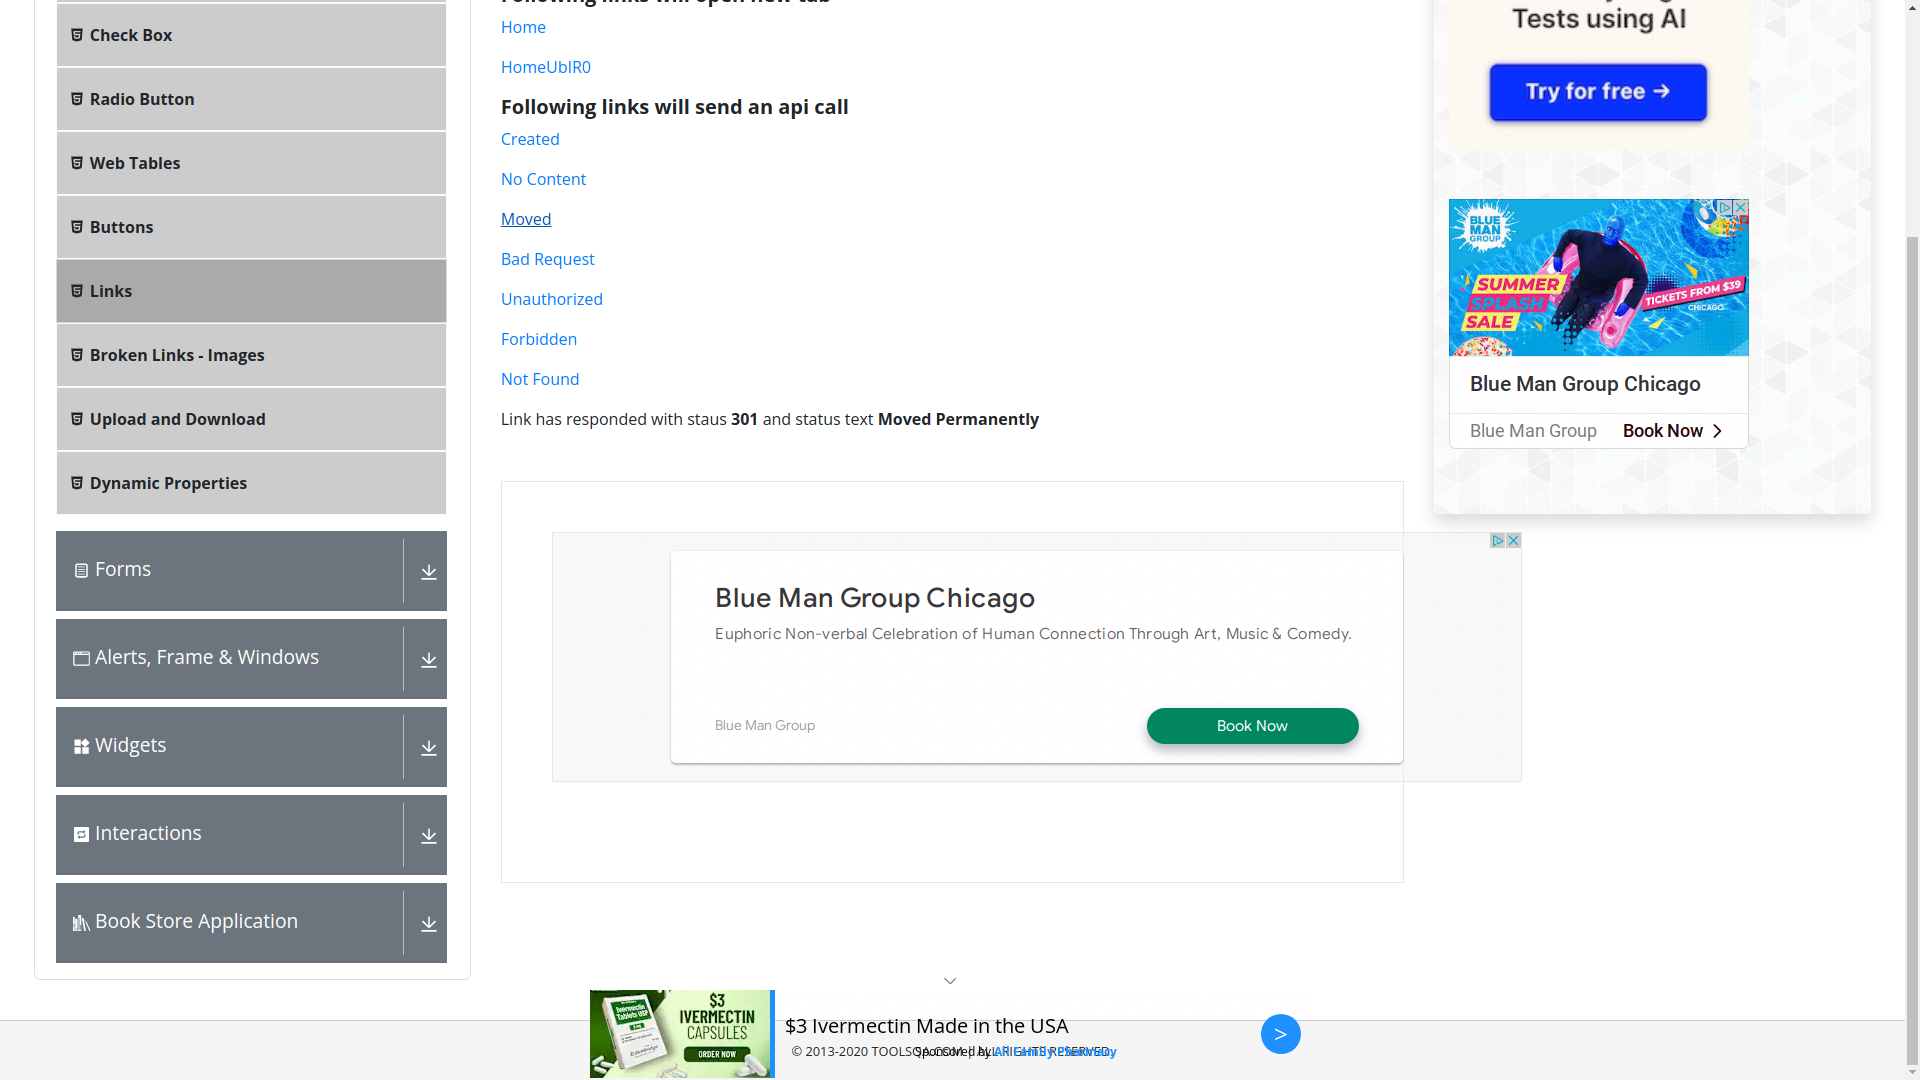 Check Box
Radio Button
Web Tables
Buttons
Links
Broken Links - Images
Upload and Download
Dynamic Properties
Forms
Alerts, Frame & Windows
Widgets
Interactions
Book Store Application
Following links will open new tab
Home
HomeUblR0
Following links will send an api call
Created
No Content
Moved
Bad Request
Unauthorized
Forbidden
Not Found
Link has responded with staus 301 and status text Moved Permanently
Blue Man Group Chicago
Euphoric Non-verbal Celebration of Human Connection Through Art, Music & Comedy.
Blue Man Group
Book Now
Tests using AI
Try for free →
BLUE
MAN
GROUP
SUMMER
SPLASH
SALE
TICKETS FROM $39
CHICAGO
Blue Man Group Chicago
Blue Man Group
Book Now
$3
IVERMECTIN
CAPSULES
ORDER NOW
$3 Ivermectin Made in the USA
© 2013-2020 TOOLSQA.COM | ALL RIGHTS RESERVED.
Sponsored by
All Family Pharmacy
>